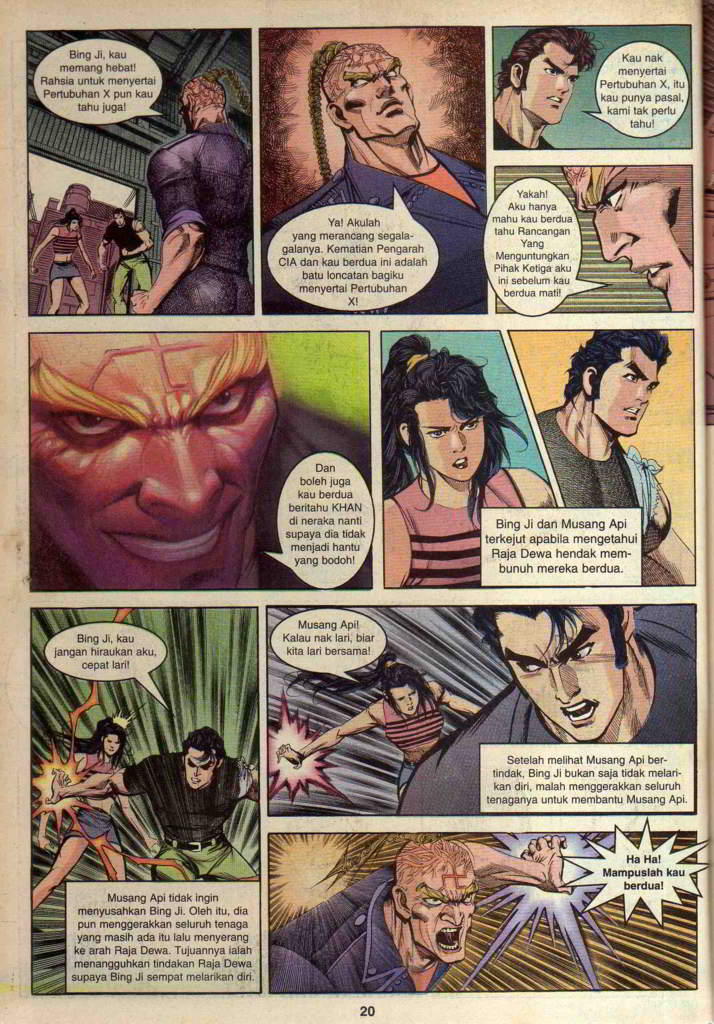 Bing Ji, kau
memang hebat!
Rahsia untuk menyertai
Pertubuhan X pun kau
tahu juga!
Ya! Akulah
yang merancang segala-
galanya. Kematian Pengarah
CIA dan kau berdua ini adalah
batu loncatan bagiku
menyertai Pertubuhan
X!
Kau nak
menyertai
Pertubuhan X, itu
kau punya pasal,
kami tak perlu
tahu!
Yakah!
Aku hanya
mahu kau berdua
tahu Rancangan
Yang
Menguntungkan
Pihak Ketiga aku
ini sebelum kau
berdua mati!
Dan
boleh juga
kau berdua
beritahu KHAN
di neraka nanti
supaya dia tidak
menjadi hantu
yang bodoh!
Bing Ji dan Musang Api
terkejut apabila mengetahui
Raja Dewa hendak mem-
bunuh mereka berdua.
Bing Ji, kau
jangan hiraukan aku,
cepat lari!
Musang Api tidak ingin
menyusahkan Bing Ji. Oleh itu, dia
pun menggerakkan seluruh tenaga
yang masih ada itu lalu menyerang
ke arah Raja Dewa. Tujuannya ialah
menangguhkan tindakan Raja Dewa
supaya Bing Ji sempat melarikan diri.
Musang Api!
Kalau nak lari, biar
kita lari bersama!
Setelah melihat Musang Api ber-
tindak, Bing Ji bukan saja tidak melari-
kan diri, malah menggerakkan seluruh
tenaganya untuk membantu Musang Api.
Ha Ha!
Mampuslah kau
berdua!
20